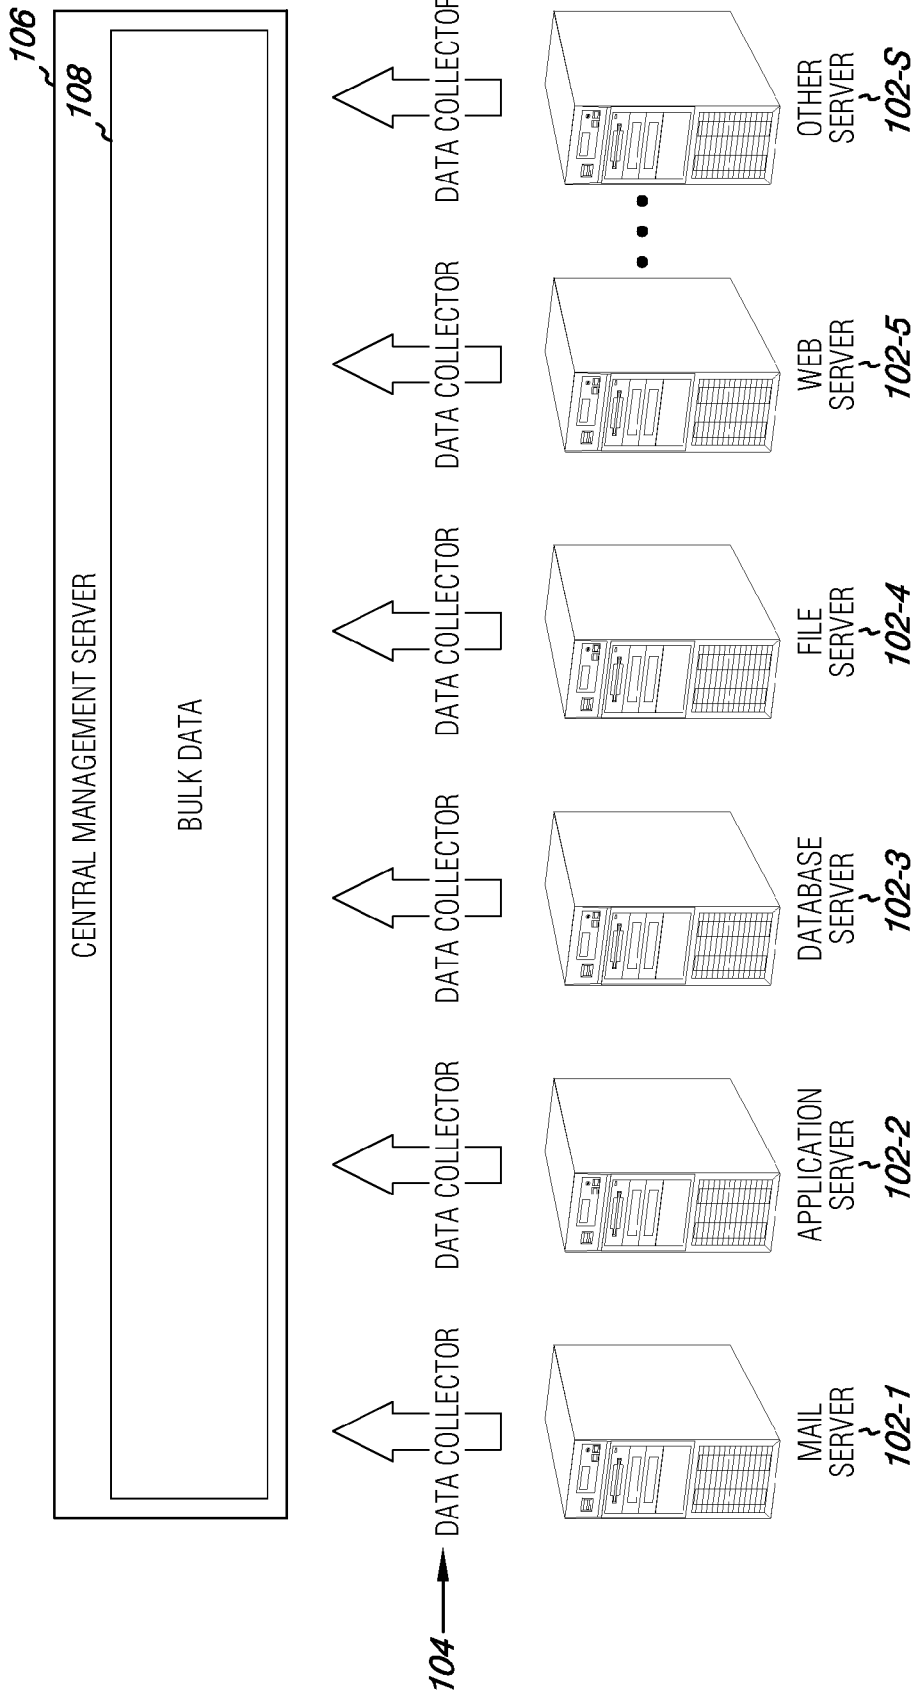 106
108
CENTRAL MANAGEMENT SERVER
BULK DATA
104
DATA COLLECTOR
DATA COLLECTOR
DATA COLLECTOR
DATA COLLECTOR
DATA COLLECTOR
DATA COLLECTOR
MAIL
SERVER
102-1
APPLICATION
SERVER
102-2
DATABASE
SERVER
102-3
FILE
SERVER
102-4
WEB
SERVER
102-5
OTHER
SERVER
102-S